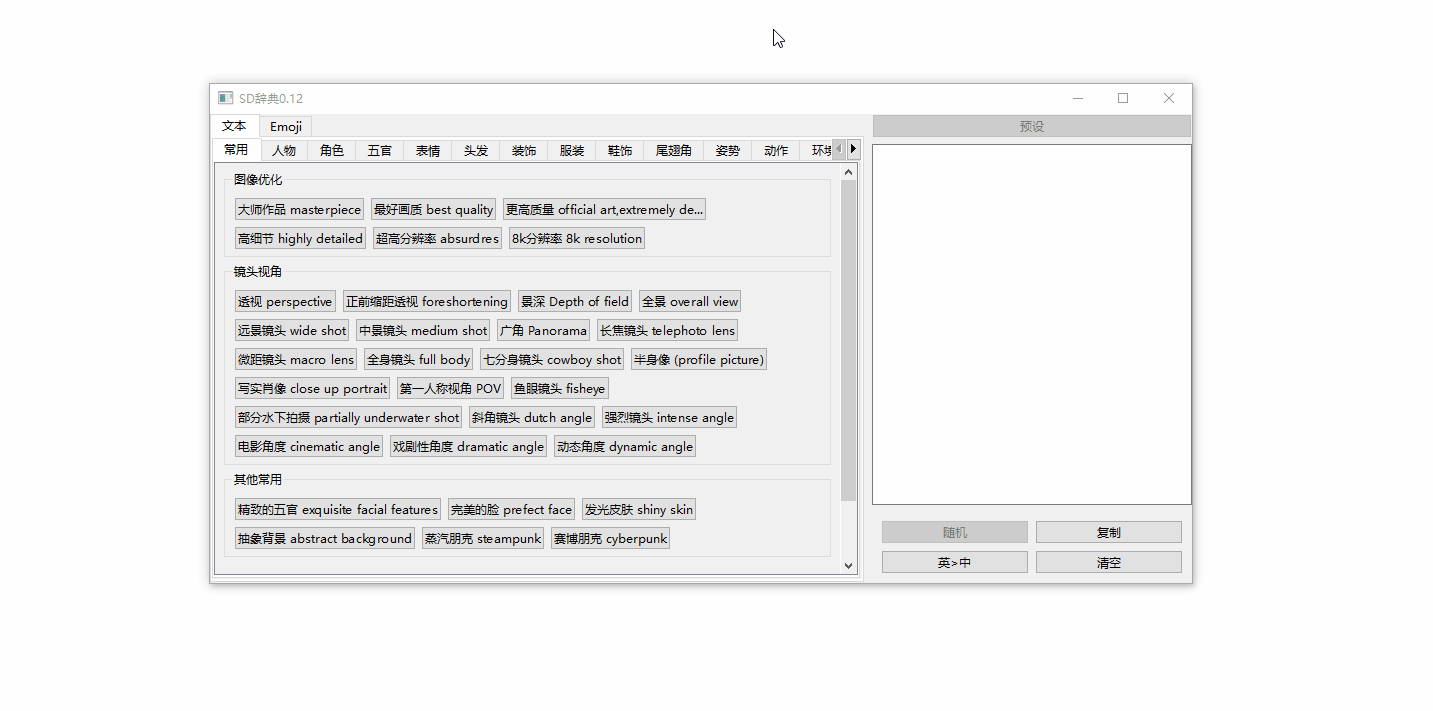 SD辞典0.12
文本 Emoji
常用 人物 角色 五官 表情 头发 装饰 服装 鞋饰 尾翅角 姿势 动作
图像优化
大师作品 masterpiece 最好画质 best quality 更高质量 official art,extremely de...
高细节 highly detailed 超高分辨率 absurdres 8k分辨率 8k resolution
镜头视角
透视 perspective 正前缩距透视 foreshortening 景深 Depth of field 全景 overall view
远景镜头 wide shot 中景镜头 medium shot 广角 Panorama 长焦镜头 telephoto lens
微距镜头 macro lens 全身镜头 full body 七分身镜头 cowboy shot 半身像 (profile picture)
写实肖像 close up portrait 第一人称视角 POV 鱼眼镜头 fisheye
部分水下拍摄 partially underwater shot 斜角镜头 dutch angle 强烈镜头 intense angle
电影角度 cinematic angle 戏剧性角度 dramatic angle 动态角度 dynamic angle
其他常用
精致的五官 exquisite facial features 完美的脸 prefect face 发光皮肤 shiny skin
抽象背景 abstract background 蒸汽朋克 steampunk 赛博朋克 cyberpunk
预设
随机 复制
英>中 清空